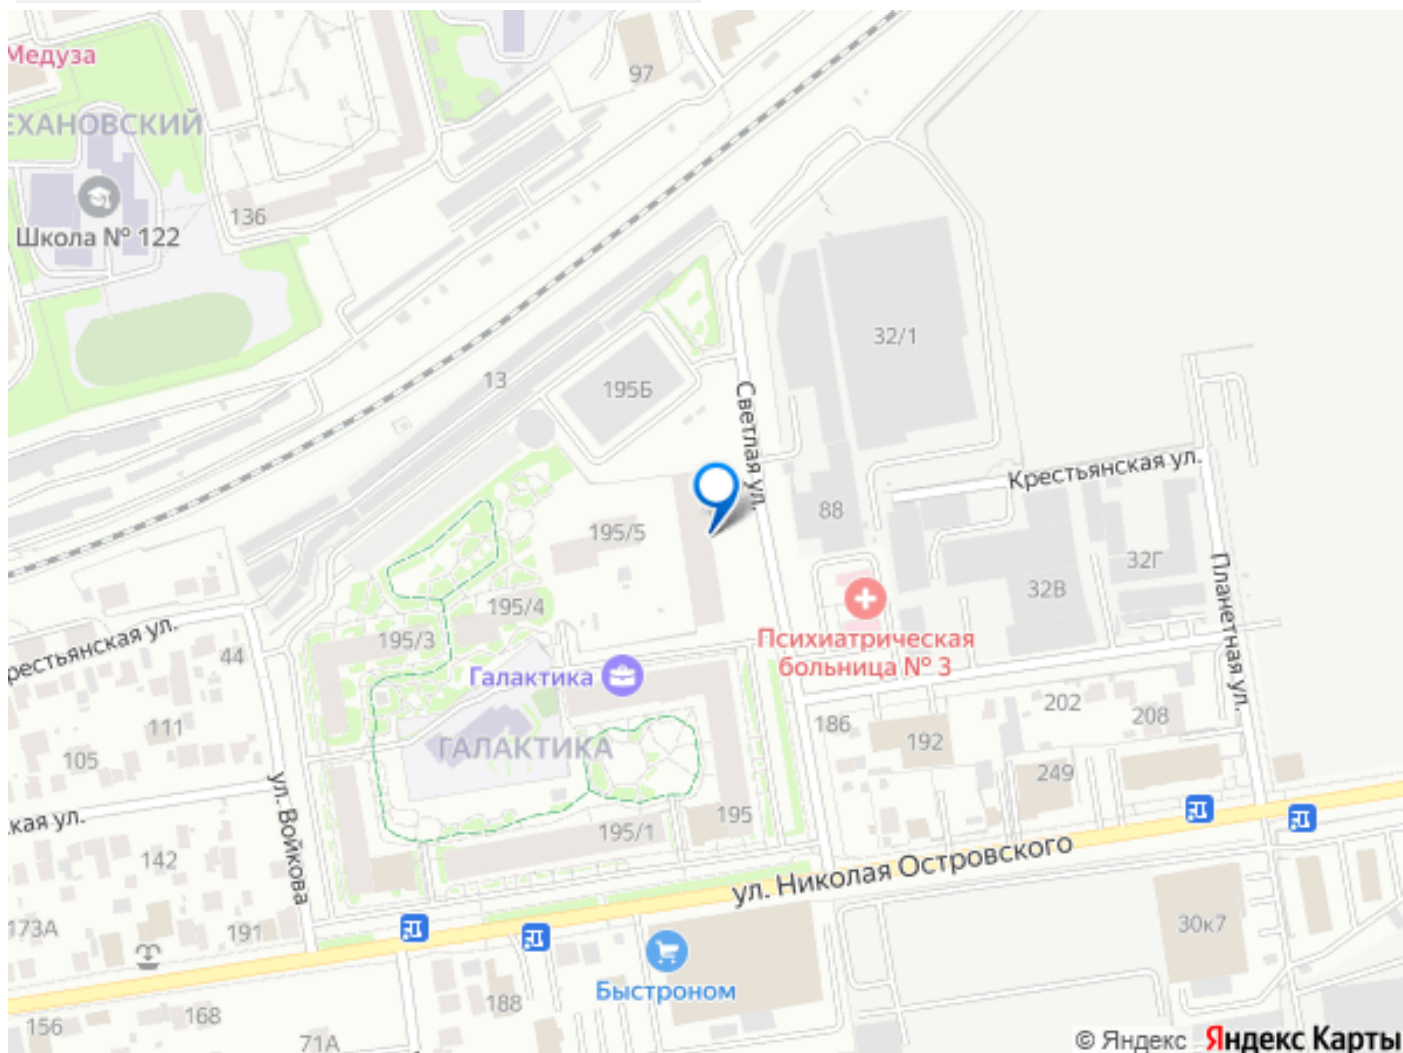 Медуза
97
ЕХАНОВСКИЙ
136
Школа № 122
32/1
13
195Б
Светлая ул.
Крестьянская ул.
88
195/5
32Г
32В
Планетная ул.
195/4
195/3
рестьянская ул.
44
Психиатрическая
больница № 3
Галактика
202
208
186
111
192
ГАЛАКТИКА
105
249
ул. Войкова
кая ул.
195
195/1
142
ул. Николая Островского
173А
191
30к7
Быстроном
188
168
156
71А
© Яндекс Яндекс Карты